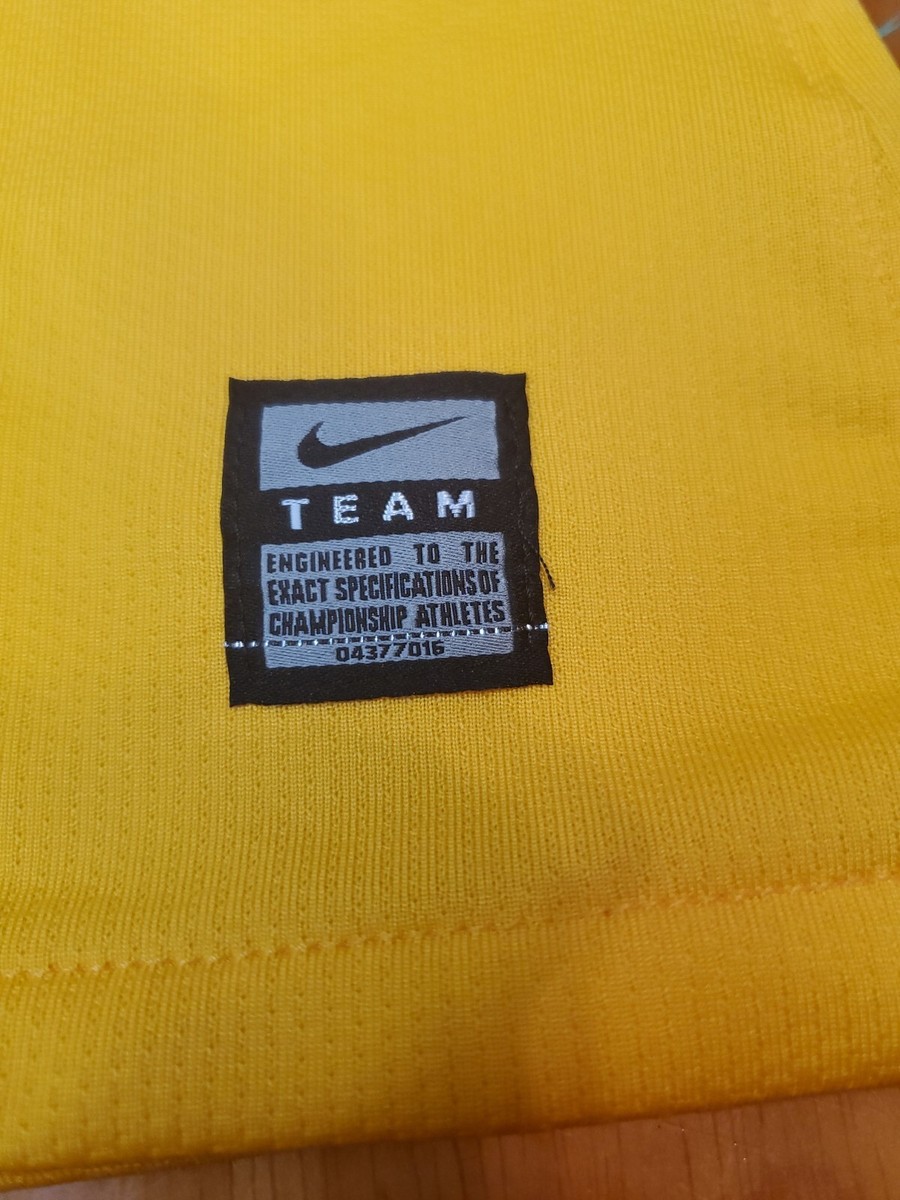 TEAM
ENGINEERED TO THE
EXACT SPECIFICATIONS OF
CHAMPIONSHIP ATHLETES
04377016